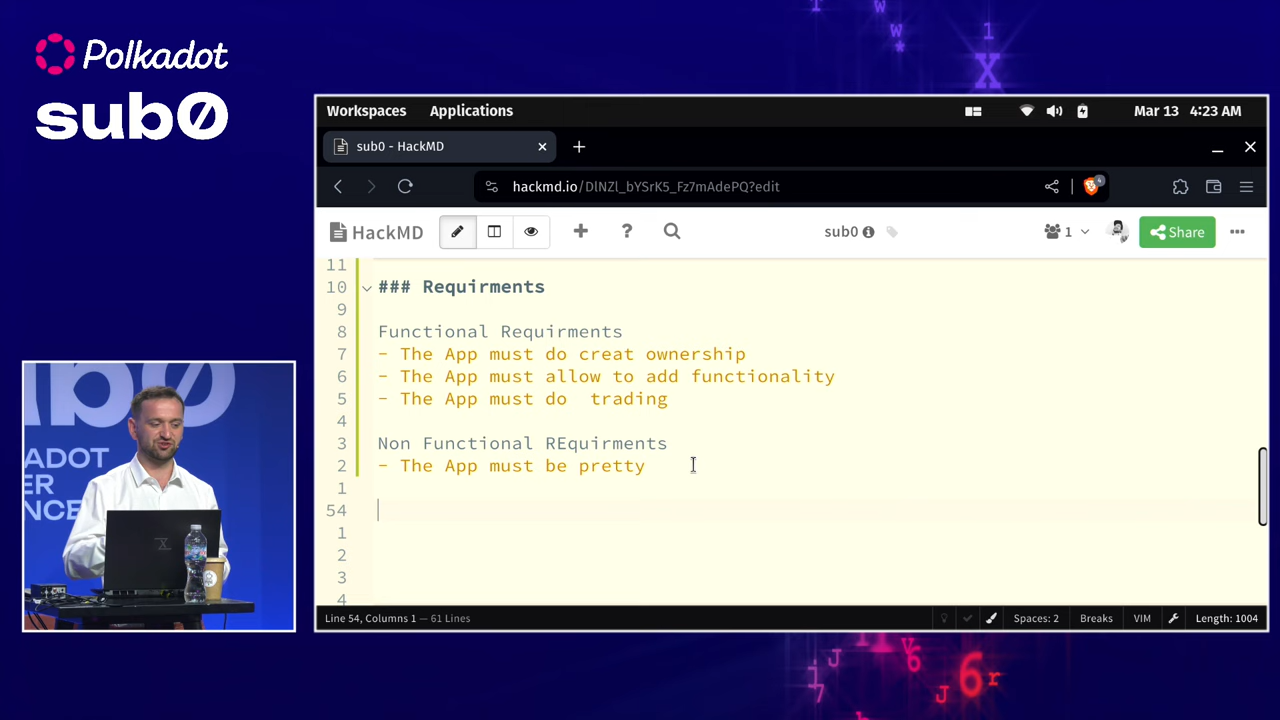 Polkadot
sub0
Workspaces Applications Mar 13 4:23 AM
sub0 - HackMD
hackmd.io/DlNZl_bYSrK5_Fz7mAdePQ?edit
HackMD sub0 1 Share
11
10 ### Requirments
9
8 Functional Requirments
7 - The App must do creat ownership
6 - The App must allow to add functionality
5 - The App must do  trading
4
3 Non Functional REquirments
2 - The App must be pretty
1
54
1
2
3
4
Line 54, Columns 1 — 61 Lines Spaces: 2 Breaks VIM Length: 1004
ADOT
ER
NCE